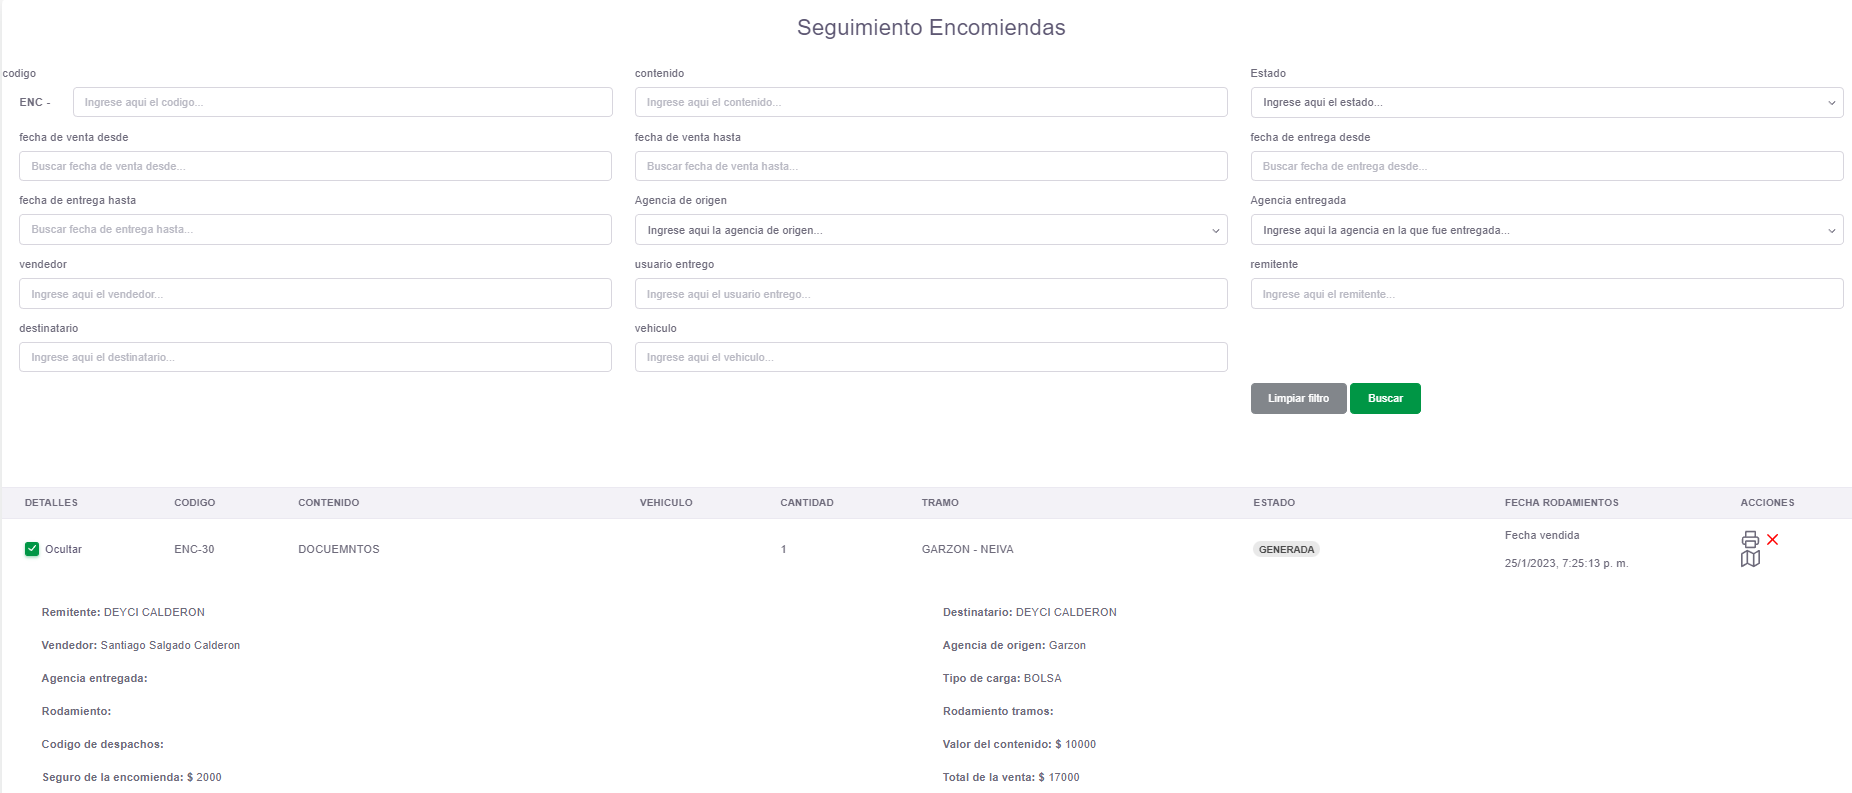 Seguimiento Encomiendas
codigo
contenido
Estado
ENC -
Ingrese aqui el codigo...
Ingrese aqui el contenido...
Ingrese aqui el estado...
fecha de venta desde
fecha de venta hasta
fecha de entrega desde
Buscar fecha de venta desde...
Buscar fecha de venta hasta...
Buscar fecha de entrega desde...
fecha de entrega hasta
Agencia de origen
Agencia entregada
Buscar fecha de entrega hasta...
Ingrese aqui la agencia de origen...
Ingrese aqui la agencia en la que fue entregada...
vendedor
usuario entrego
remitente
Ingrese aqui el vendedor...
Ingrese aqui el usuario entrego...
Ingrese aqui el remitente...
destinatario
vehiculo
Ingrese aqui el destinatario...
Ingrese aqui el vehiculo...
Limpiar filtro
Buscar
DETALLES CODIGO CONTENIDO VEHICULO CANTIDAD TRAMO ESTADO FECHA RODAMIENTOS ACCIONES
Ocultar ENC-30 DOCUEMNTOS 1 GARZON - NEIVA GENERADA
Fecha vendida
25/1/2023, 7:25:13 p. m.
Remitente: DEYCI CALDERON
Destinatario: DEYCI CALDERON
Vendedor: Santiago Salgado Calderon
Agencia de origen: Garzon
Agencia entregada:
Tipo de carga: BOLSA
Rodamiento:
Rodamiento tramos:
Codigo de despachos:
Valor del contenido: $ 10000
Seguro de la encomienda: $ 2000
Total de la venta: $ 17000